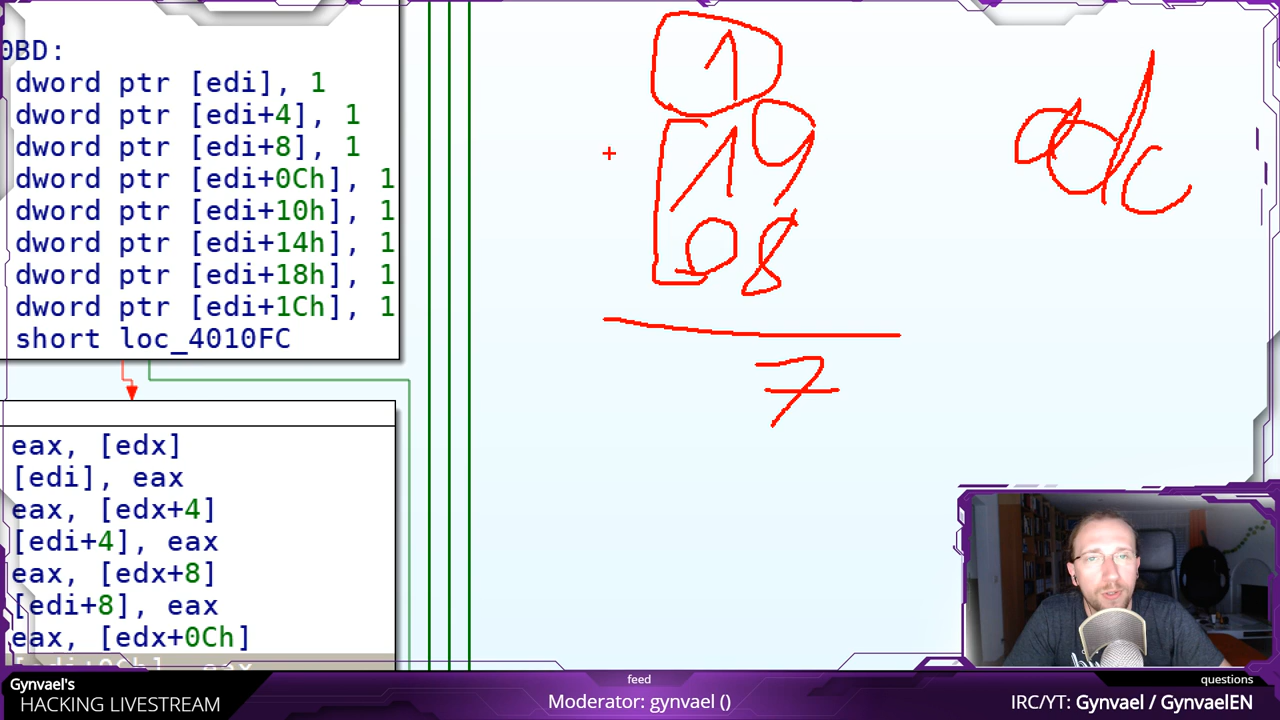 0BD:
dword ptr [edi], 1
dword ptr [edi+4], 1
dword ptr [edi+8], 1
dword ptr [edi+0Ch], 1
dword ptr [edi+10h], 1
dword ptr [edi+14h], 1
dword ptr [edi+18h], 1
dword ptr [edi+1Ch], 1
short loc_4010FC
eax, [edx]
[edi], eax
eax, [edx+4]
[edi+4], eax
eax, [edx+8]
[edi+8], eax
eax, [edx+0Ch]
[edi+0Ch], eax
1
19
+
08
7
adc
Gynvael's
HACKING LIVESTREAM
feed
Moderator: gynvael ()
questions
IRC/YT: Gynvael / GynvaelEN